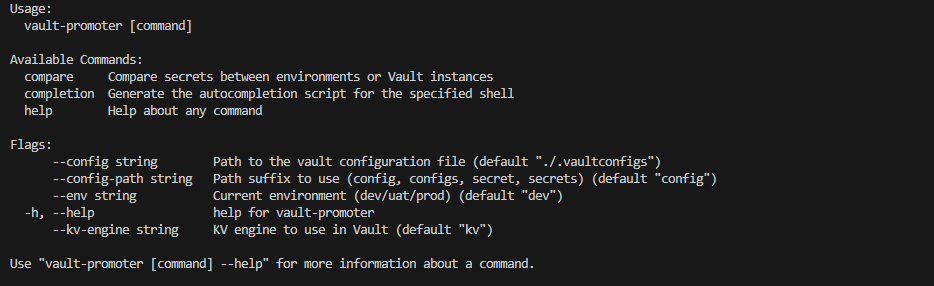 Usage:
  vault-promoter [command]

Available Commands:
  compare     Compare secrets between environments or Vault instances
  completion  Generate the autocompletion script for the specified shell
  help        Help about any command

Flags:
      --config string        Path to the vault configuration file (default "./.vaultconfigs")
      --config-path string   Path suffix to use (config, configs, secret, secrets) (default "config")
      --env string           Current environment (dev/uat/prod) (default "dev")
  -h, --help                 help for vault-promoter
      --kv-engine string     KV engine to use in Vault (default "kv")

Use "vault-promoter [command] --help" for more information about a command.